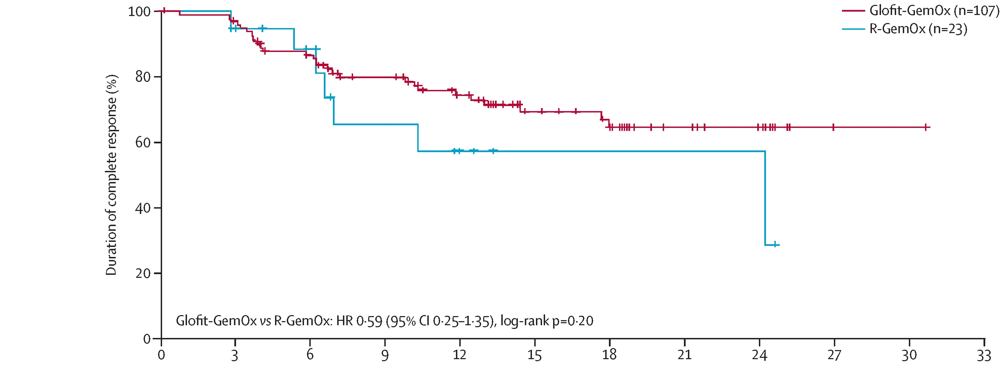 Glofit-GemOx (n=107)
R-GemOx (n=23)
Duration of complete response (%)
100
80
60
40
20
0
Glofit-GemOx vs R-GemOx: HR 0·59 (95% CI 0·25–1·35), log-rank p=0·20
0 3 6 9 12 15 18 21 24 27 30 33